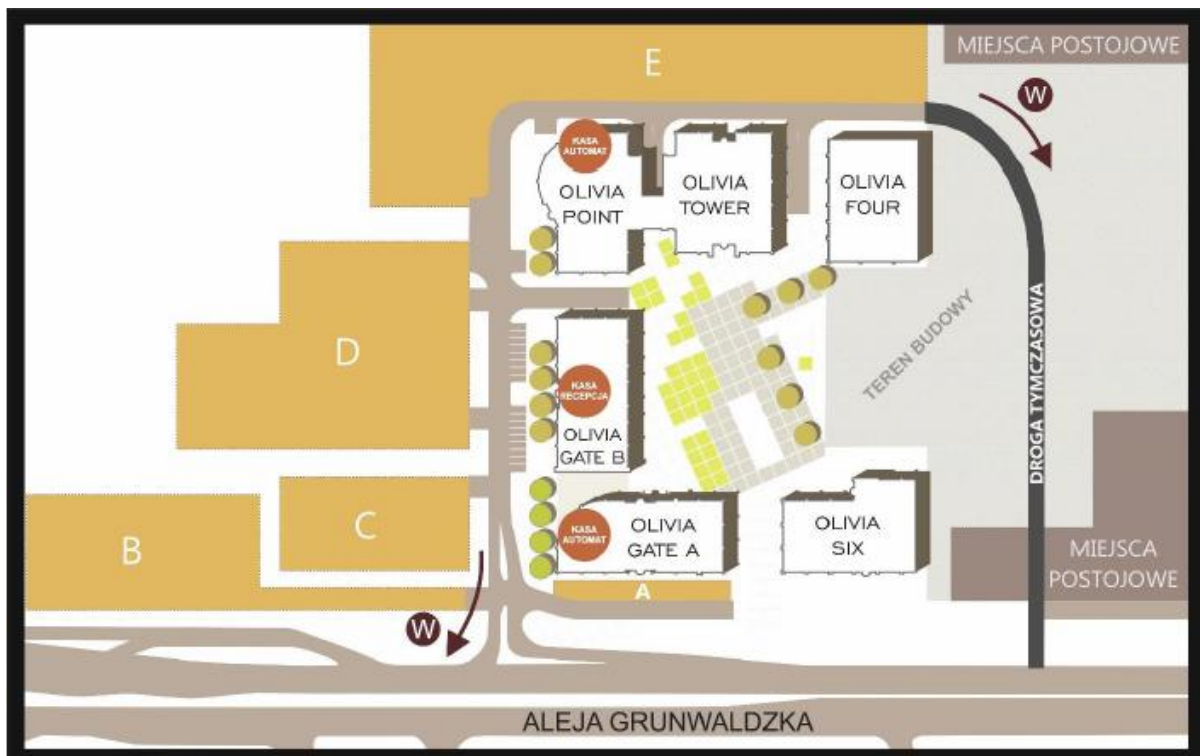 E
MIEJSCA POSTOJOWE
W
KASA
AUTOMAT
OLIVIA
POINT
OLIVIA
TOWER
OLIVIA
FOUR
D
KASA
RECEPCJA
OLIVIA
GATE B
TEREN BUDOWY
DROGA TYMCZASOWA
B
C
KASA
AUTOMAT
OLIVIA
GATE A
OLIVIA
SIX
MIEJSCA
POSTOJOWE
A
W
ALEJA GRUNWALDZKA